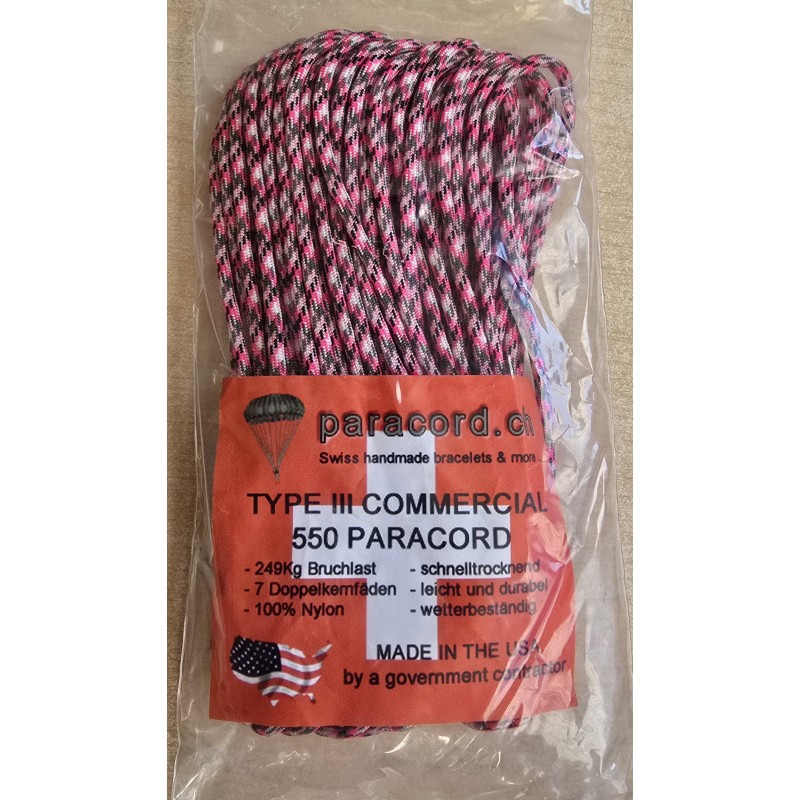 paracord.ch
Swiss handmade bracelets & more
TYPE III COMMERCIAL
550 PARACORD
- 249Kg Bruchlast
- schnelltrocknend
- 7 Doppelkernfäden
- leicht und durabel
- 100% Nylon
- wetterbeständig
MADE IN THE USA
by a government contractor